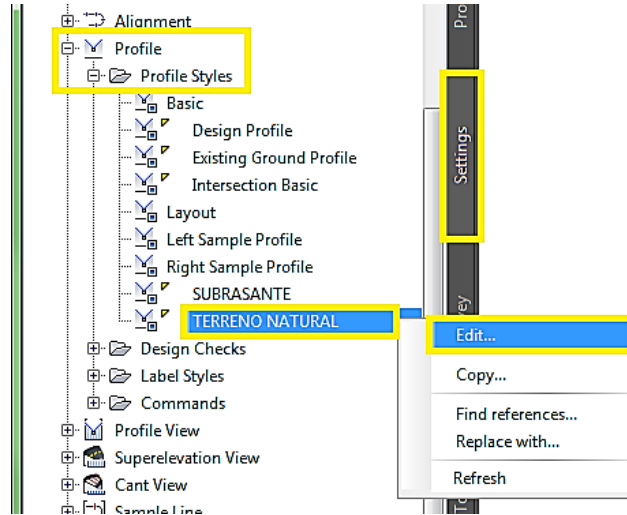 Alignment
Profile
Profile Styles
Basic
Design Profile
Existing Ground Profile
Intersection Basic
Layout
Left Sample Profile
Right Sample Profile
SUBRASANTE
TERRENO NATURAL
Design Checks
Label Styles
Commands
Profile View
Superelevation View
Cant View
Sample Line
Settings
Edit...
Copy...
Find references...
Replace with...
Refresh